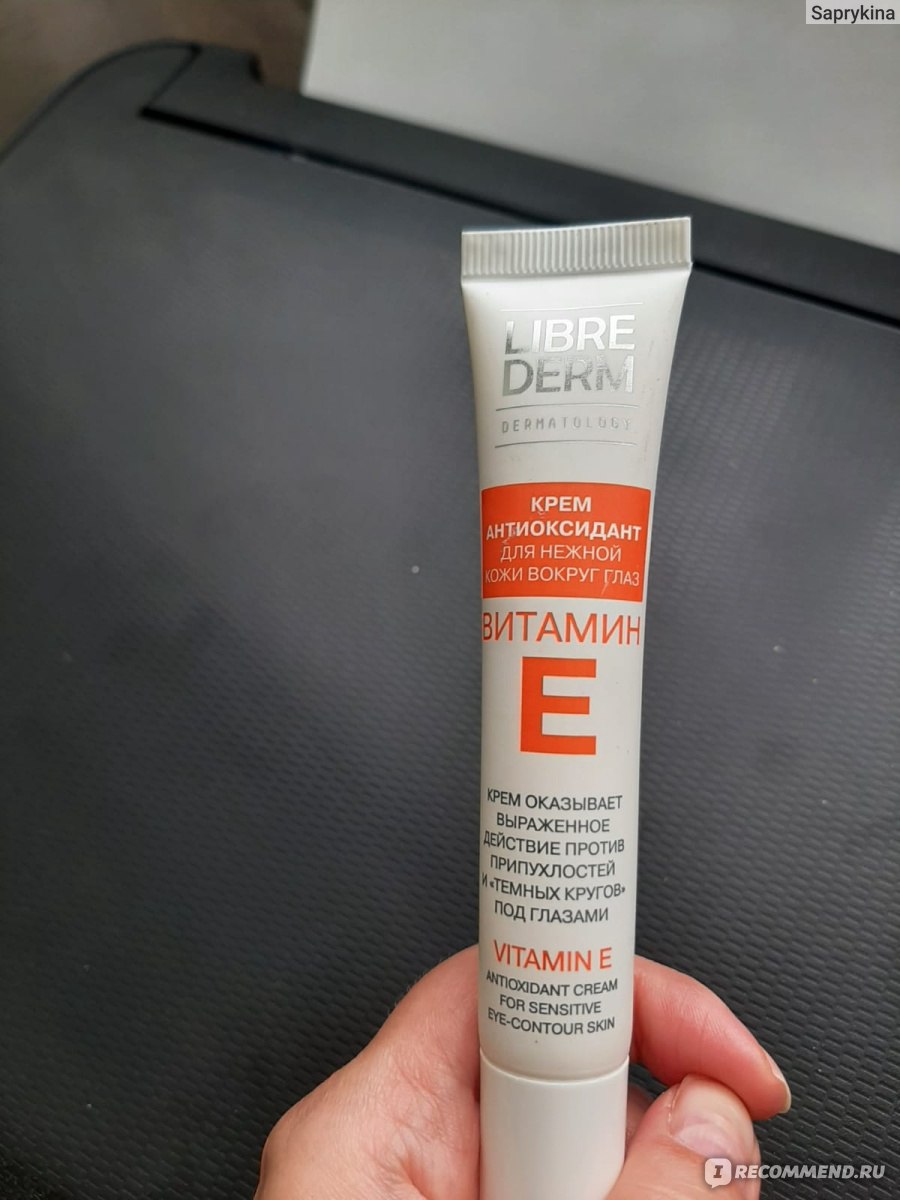 Saprykina
LIBRE
DERM
DERMATOLOGY
КРЕМ
АНТИОКСИДАНТ
ДЛЯ НЕЖНОЙ
КОЖИ ВОКРУГ ГЛАЗ
ВИТАМИН
E
КРЕМ ОКАЗЫВАЕТ
ВЫРАЖЕННОЕ
ДЕЙСТВИЕ ПРОТИВ
ПРИПУХЛОСТЕЙ
И «ТЕМНЫХ КРУГОВ»
ПОД ГЛАЗАМИ
VITAMIN E
ANTIOXIDANT CREAM
FOR SENSITIVE
EYE-CONTOUR SKIN
IRECOMMEND.RU